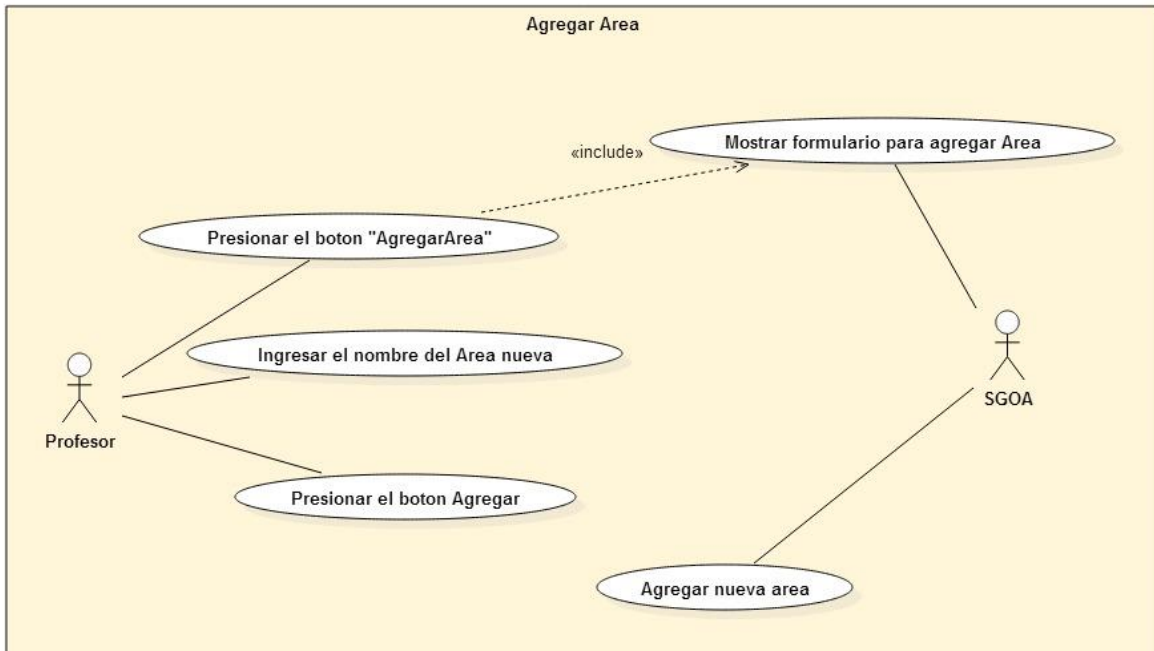 Agregar Area
Mostrar formulario para agregar Area
«include»
Presionar el boton "AgregarArea"
Ingresar el nombre del Area nueva
SGOA
Profesor
Presionar el boton Agregar
Agregar nueva area